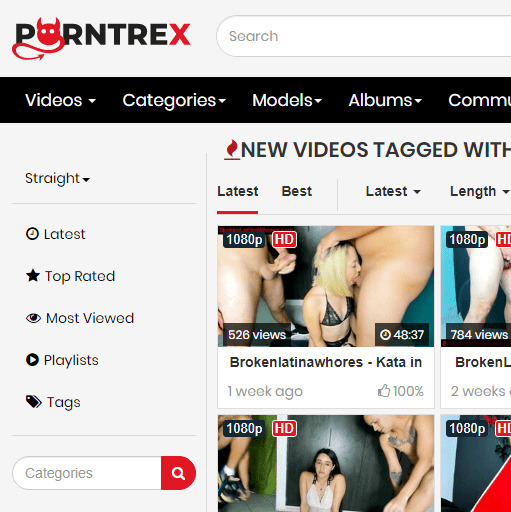 PORNTREX
Search
Videos
Categories
Models
Albums
Commu
NEW VIDEOS TAGGED WITH
Straight
Latest
Best
Latest
Length
Latest
Top Rated
Most Viewed
Playlists
Tags
Categories
1080p HD
526 views
48:37
Brokenlatinawhores - Kata in
1 week ago
100%
1080p HD
784 views
BrokenL
2 weeks
1080p HD
1080p HD